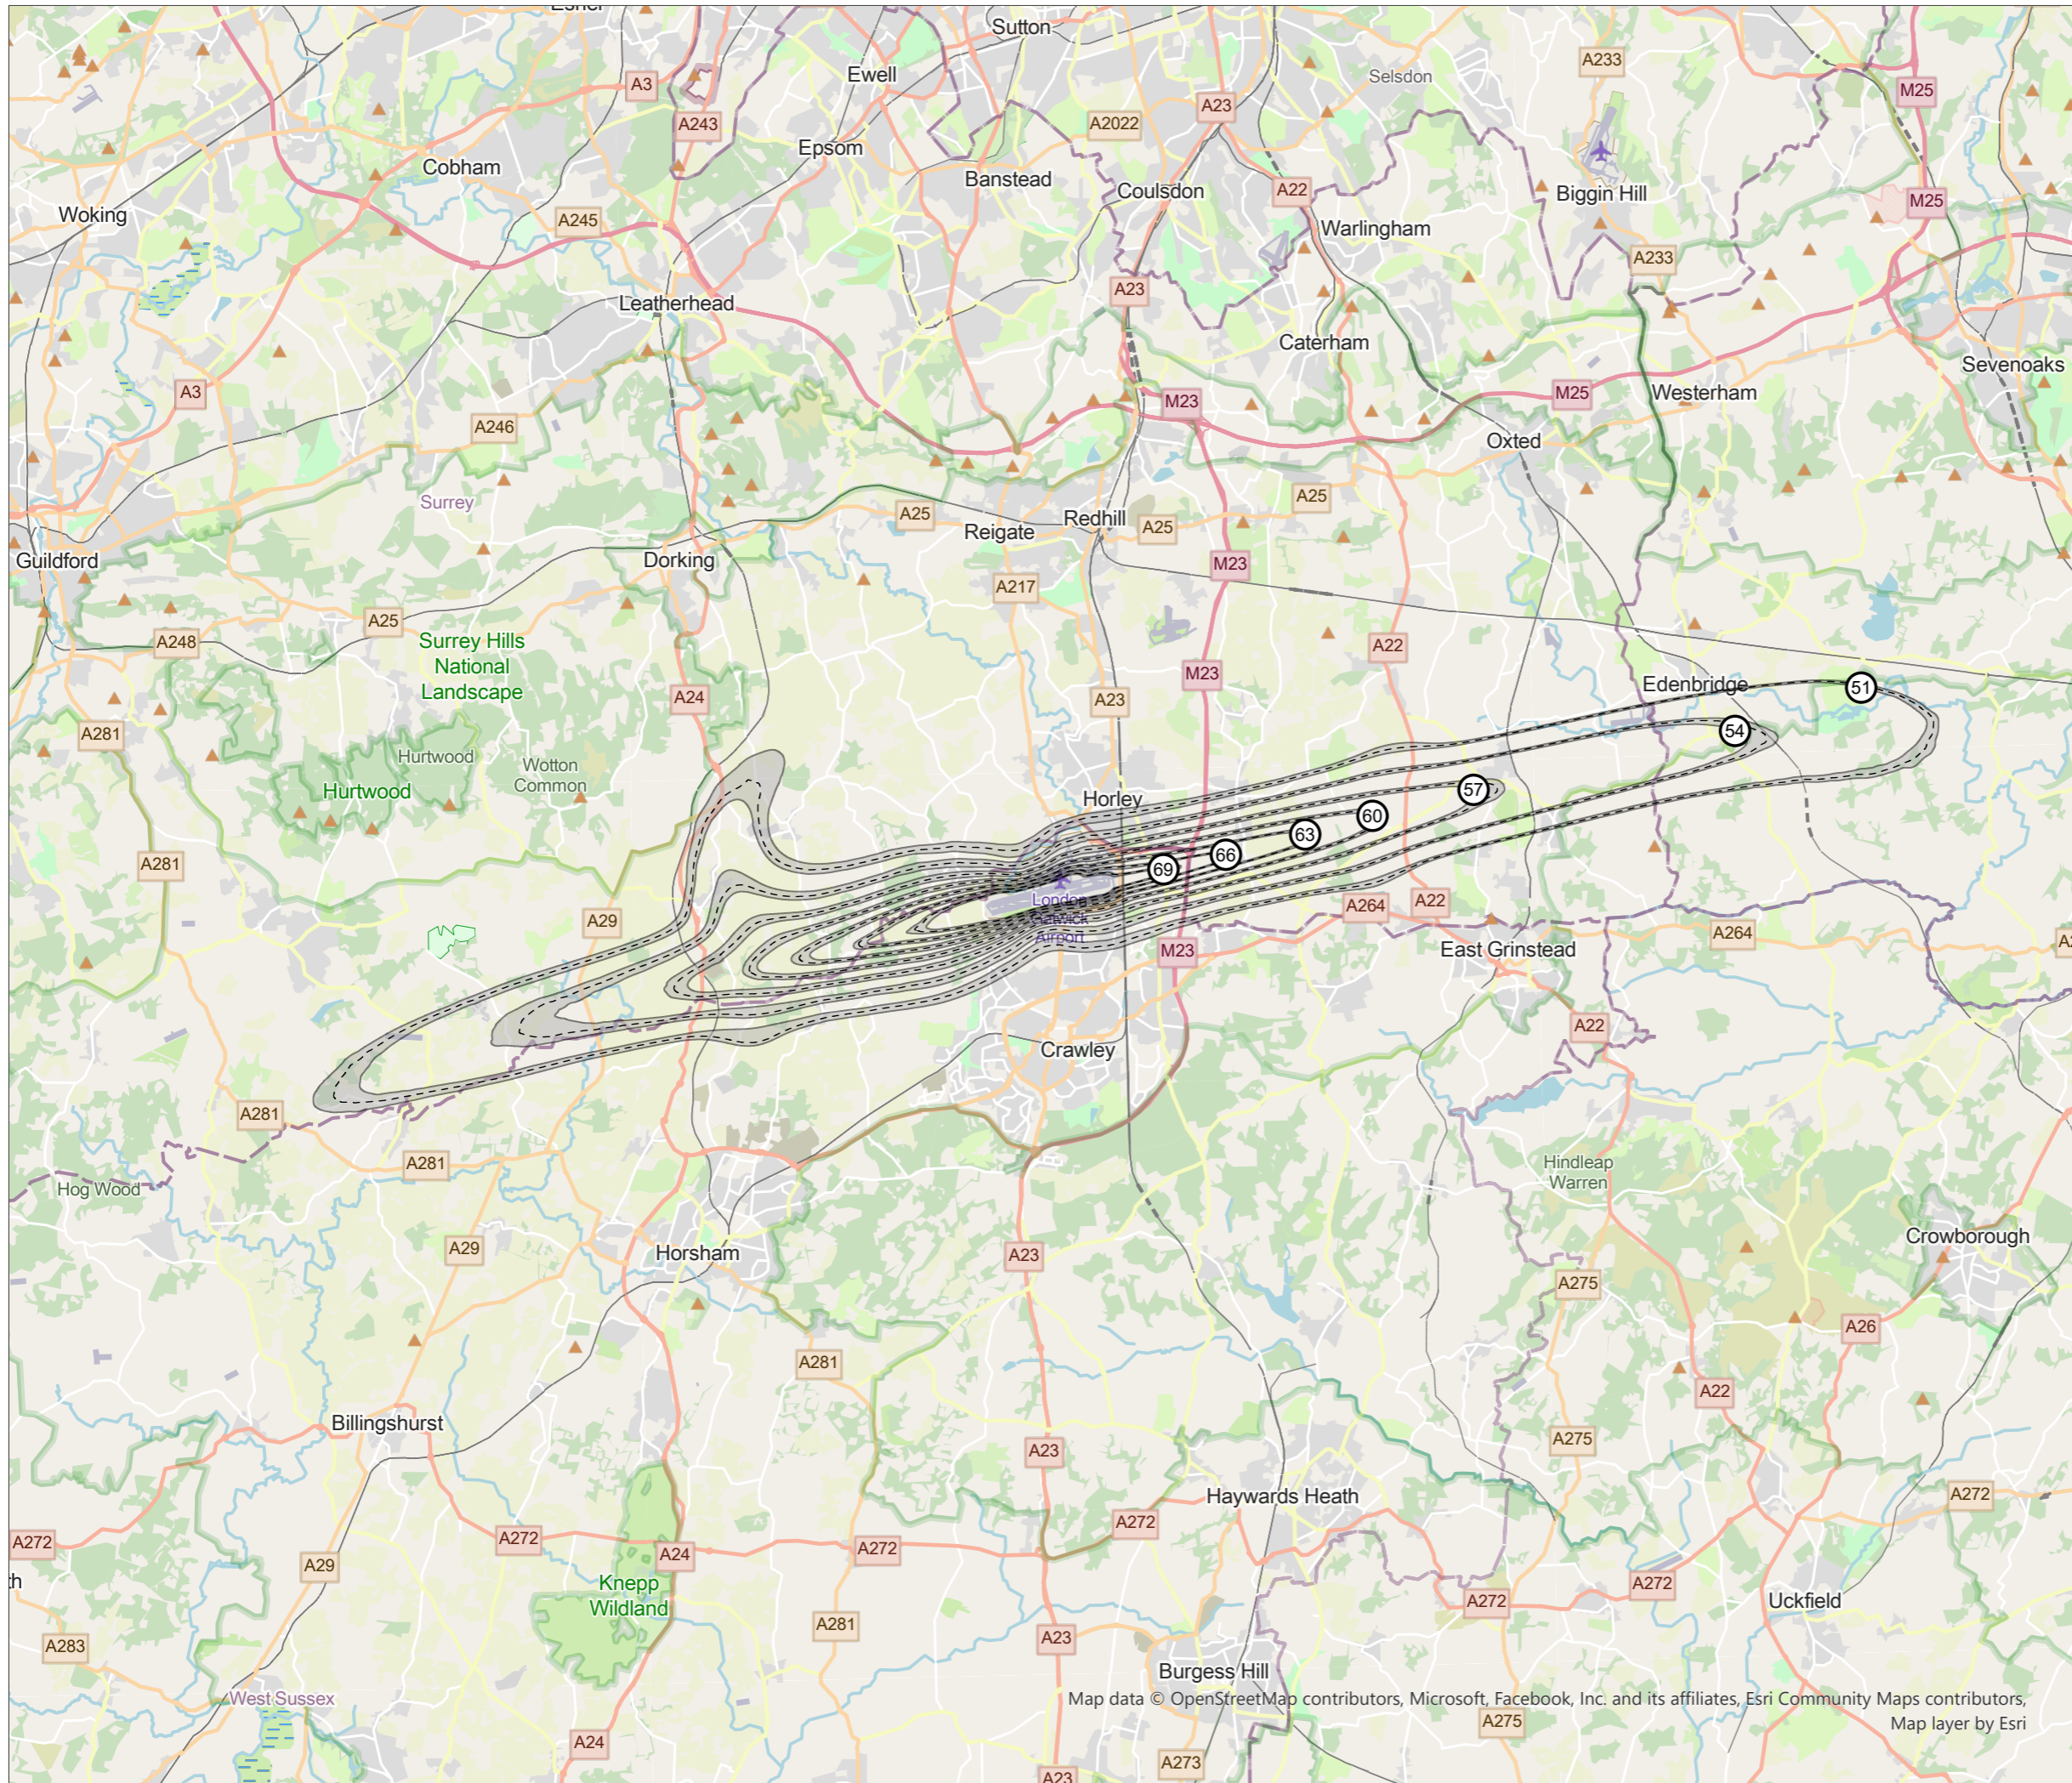 Sutton
Ewell
Selsdon
A233
A3
M25
A243
A2022
A23
Epsom
Cobham
Banstead
Coulsdon
A22
Biggin Hill
M25
Woking
A245
Warlingham
A233
Leatherhead
A23
Caterham
Sevenoaks
A3
M23
M25
Westerham
A246
Oxted
Surrey
A25
Reigate
Redhill
A25
A25
Guildford
Dorking
M23
A217
A25
A248
Surrey Hills
National
Landscape
A22
M23
Edenbridge
51
A24
A23
A281
54
Hurtwood
Wotton
Common
Hurtwood
Horley
57
60
63
66
69
A281
London
Gatwick
Airport
A29
A264
A22
A264
M23
East Grinstead
A22
Crawley
A281
A281
Hog Wood
Hindleap
Warren
A29
Horsham
A23
Crowborough
A275
A26
A281
A22
Billingshurst
A23
A275
Haywards Heath
A272
A272
A272
A272
A24
A272
A29
Knepp
Wildland
A272
A272
Uckfield
A283
A281
A23
Burgess Hill
West Sussex
Map data © OpenStreetMap contributors, Microsoft, Facebook, Inc. and its affiliates, Esri Community Maps contributors,
Map layer by Esri
A275
A24
A273
A23